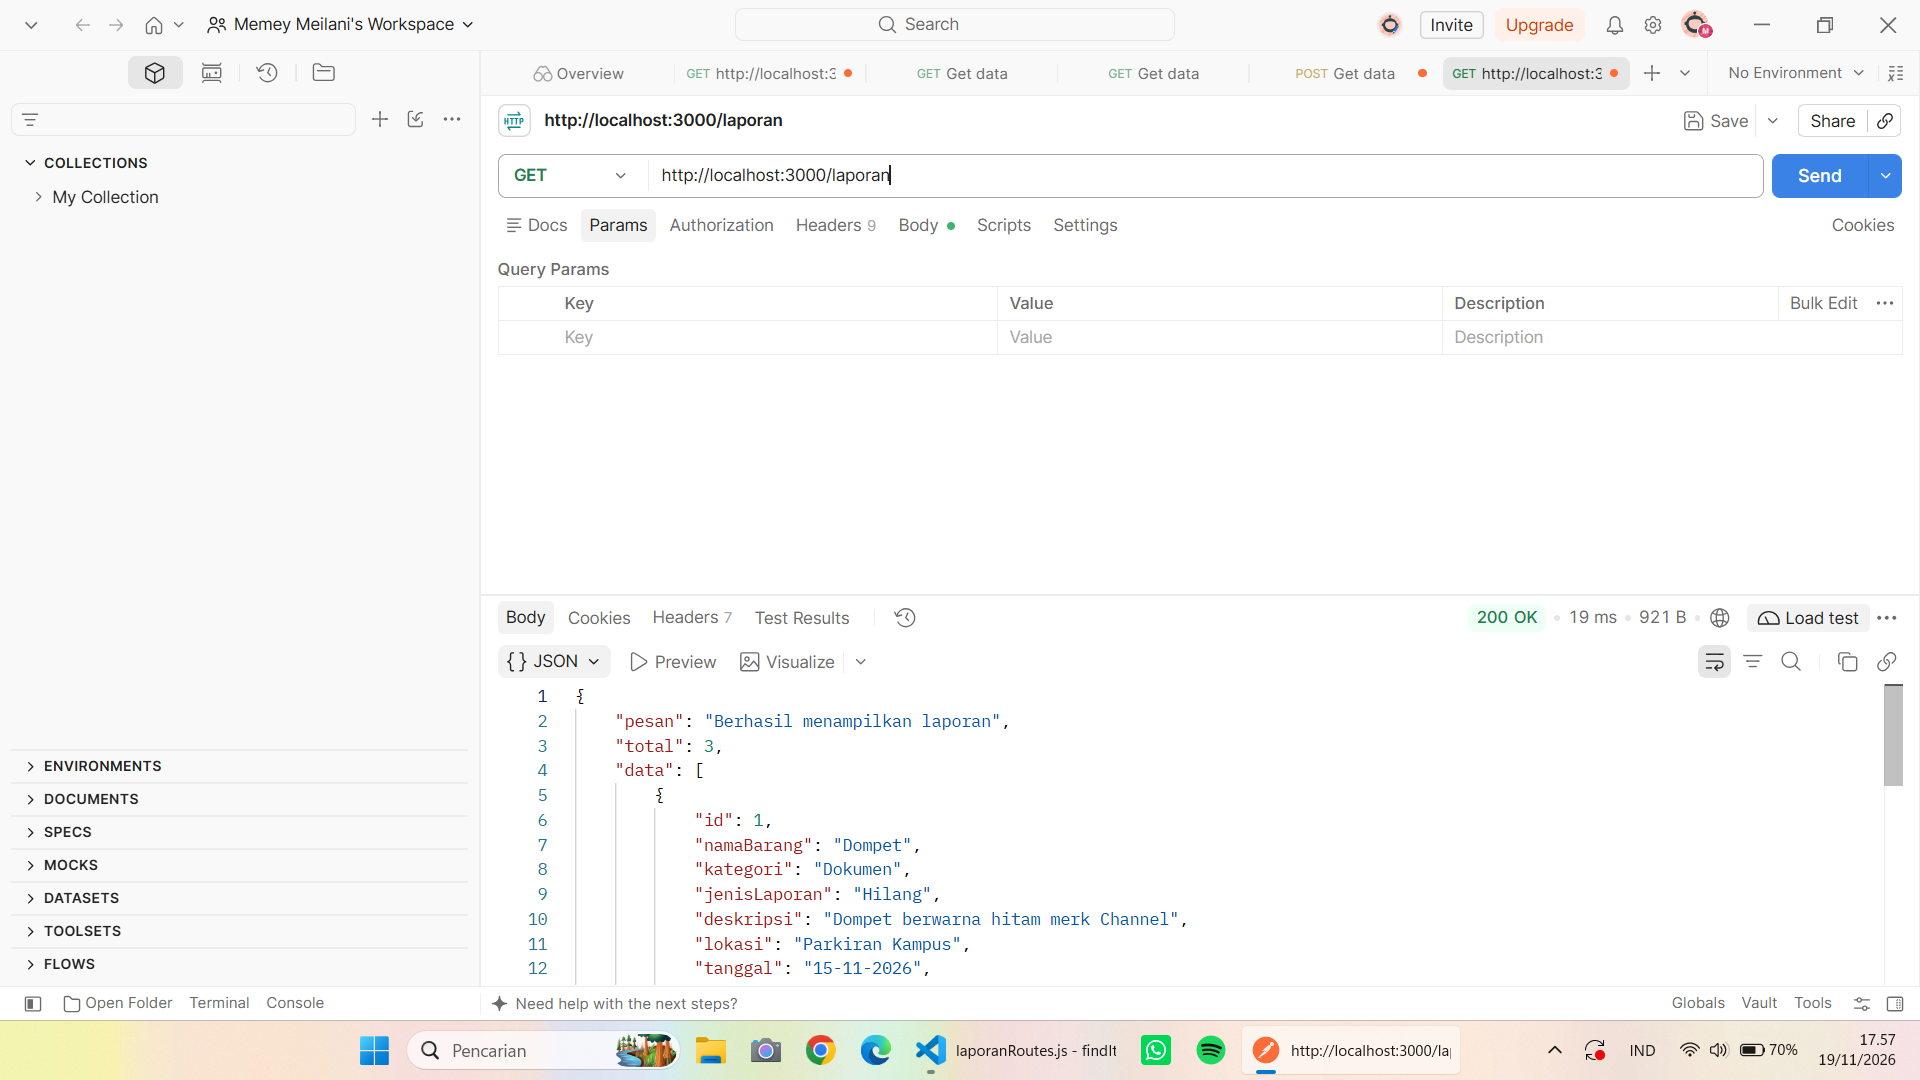 Memey Meilani's Workspace
Search
Invite
Upgrade
Overview
GET http://localhost:3
GET Get data
GET Get data
POST Get data
GET http://localhost:3
No Environment
HTTP
http://localhost:3000/laporan
Save
Share
COLLECTIONS
My Collection
GET
http://localhost:3000/laporan
Send
Docs
Params
Authorization
Headers 9
Body
Scripts
Settings
Cookies
Query Params
Key
Value
Description
Bulk Edit
Key
Value
Description
Body
Cookies
Headers 7
Test Results
200 OK
19 ms
921 B
Load test
{} JSON
Preview
Visualize
1 {
2 "pesan": "Berhasil menampilkan laporan",
3 "total": 3,
4 "data": [
5 {
6 "id": 1,
7 "namaBarang": "Dompet",
8 "kategori": "Dokumen",
9 "jenisLaporan": "Hilang",
10 "deskripsi": "Dompet berwarna hitam merk Channel",
11 "lokasi": "Parkiran Kampus",
12 "tanggal": "15-11-2026",
ENVIRONMENTS
DOCUMENTS
SPECS
MOCKS
DATASETS
TOOLSETS
FLOWS
Open Folder
Terminal
Console
Need help with the next steps?
Globals
Vault
Tools
Pencarian
laporanRoutes.js - findIt
http://localhost:3000/la
IND
70%
17.57
19/11/2026